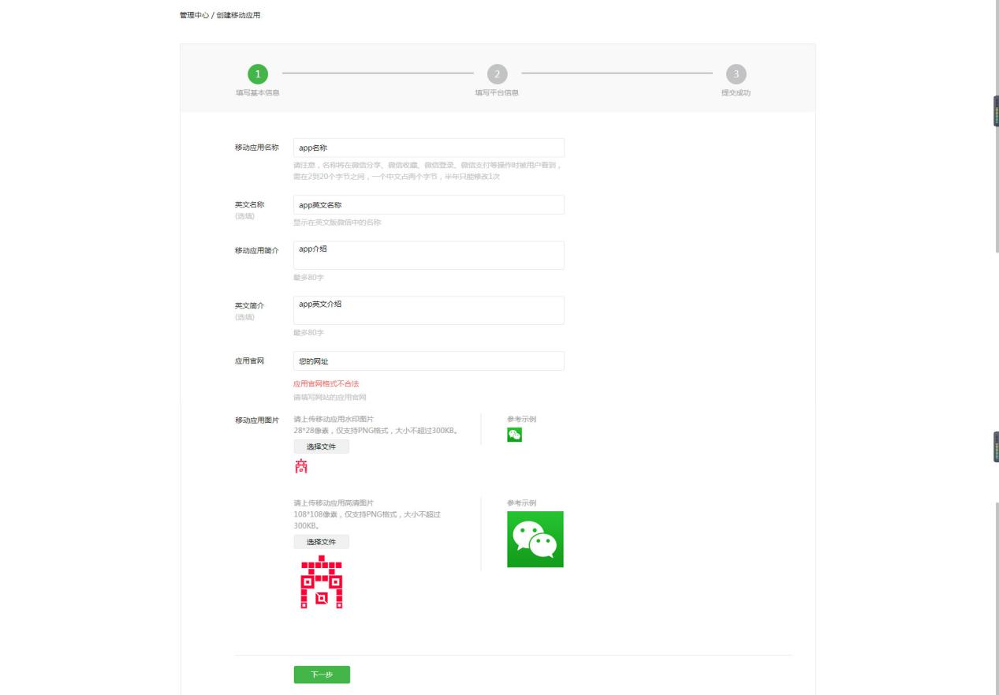 管理中心 / 创建移动应用
1
2
3
填写基本信息
填写平台信息
提交成功
移动应用名称
app名称
请注意，名称将在微信分享、微信收藏、微信登录、微信支付等操作时被用户看到，
需在2到20个字节之间，一个中文占两个字节，半年只能修改1次
英文名称
(选填)
app英文名称
显示在英文版微信中的名称
移动应用简介
app介绍
最多80字
英文简介
(选填)
app英文介绍
最多80字
应用官网
您的网址
应用官网格式不合法
请填写网站的应用官网
移动应用图片
请上传移动应用水印图片
28*28像素，仅支持PNG格式，大小不超过300KB。
选择文件
参考示例
商
请上传移动应用高清图片
108*108像素，仅支持PNG格式，大小不超过
300KB。
选择文件
参考示例
商
下一步